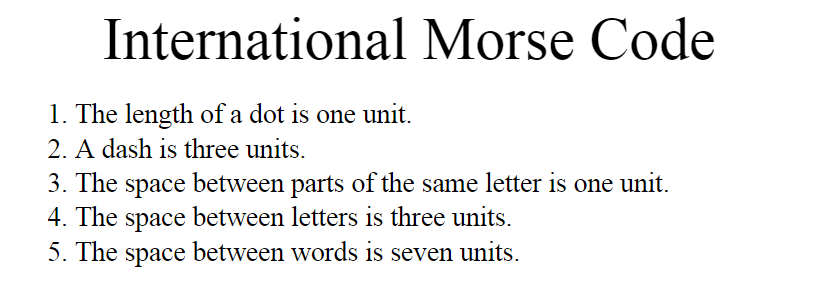 International Morse Code
1. The length of a dot is one unit.
2. A dash is three units.
3. The space between parts of the same letter is one unit.
4. The space between letters is three units.
5. The space between words is seven units.